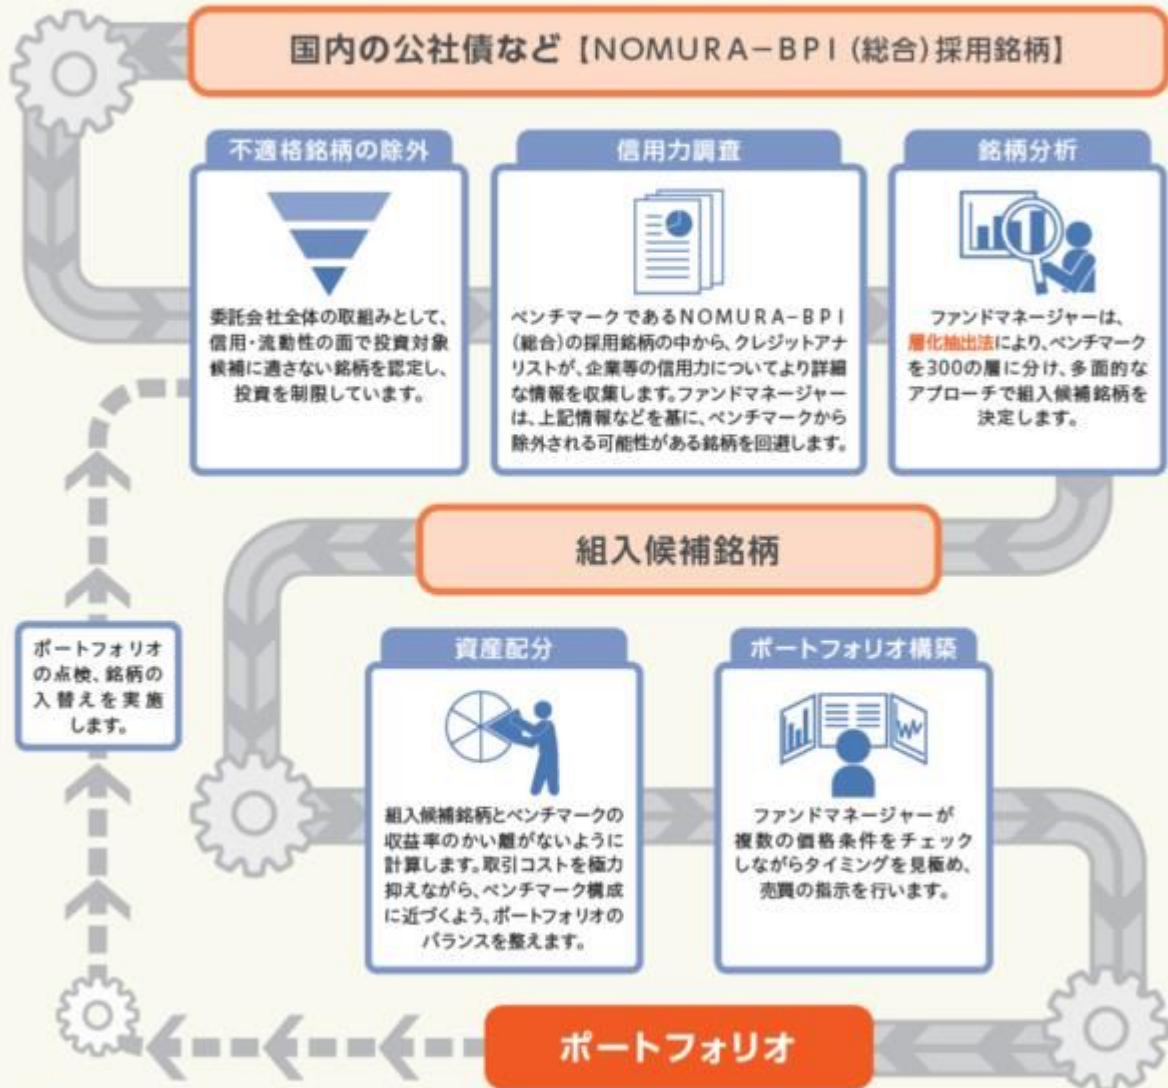 国内の公社債など【NOMURA-BPI(総合)採用銘柄】
不適格銘柄の除外
委託会社全体の取組みとして、
信用・流動性の面で投資対象
候補に適さない銘柄を認定し、
投資を制限しています。
信用力調査
ベンチマークであるNOMURA-BPI
(総合)の採用銘柄の中から、クレジットアナ
リストが、企業等の信用力についてより詳細
な情報を収集します。ファンドマネージャー
は、上記情報などを基に、ベンチマークから
除外される可能性がある銘柄を回避します。
銘柄分析
ファンドマネージャーは、
層化抽出法により、ベンチマーク
を300の層に分け、多面的な
アプローチで組入候補銘柄を
決定します。
組入候補銘柄
ポートフォリオ
の点検、銘柄の
入替えを実施
します。
資産配分
組入候補銘柄とベンチマークの
収益率のかい離がないように
計算します。取引コストを極力
抑えながら、ベンチマーク構成
に近づくよう、ポートフォリオの
バランスを整えます。
ポートフォリオ構築
ファンドマネージャーが
複数の価格条件をチェック
しながらタイミングを見極め、
売買の指示を行います。
ポートフォリオ